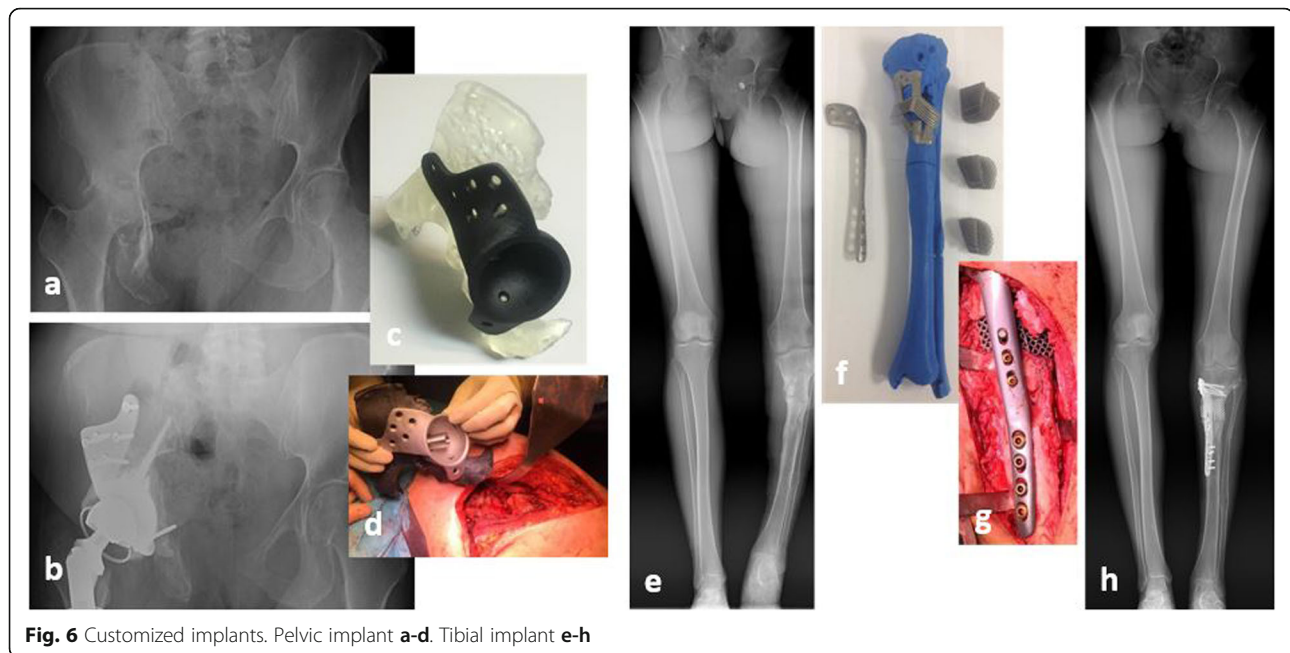 a
b
c
d
e
f
g
h
Fig. 6 Customized implants. Pelvic implant a-d. Tibial implant e-h